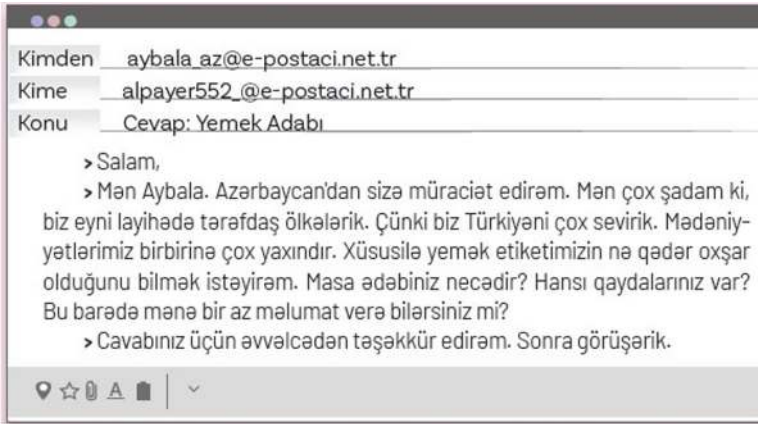 Kimden aybala_az@e-postaci.net.tr
Kime alpayer552_@e-postaci.net.tr
Konu Cevap: Yemek Adabı
> Salam,
> Mən Aybala. Azərbaycan'dan sizə müraciət edirəm. Mən çox şadam ki,
biz eyni layihədə tərəfdaş ölkələrik. Çünki biz Türkiyəni çox sevirik. Mədəniy-
yətlərimiz birbirinə çox yaxındır. Xüsusilə yemək etiketimizin nə qədər oxşar
olduğunu bilmək istəyirəm. Masa ədəbiniz necədir? Hansı qaydalarınız var?
Bu barədə mənə bir az məlumat verə bilərsiniz mi?
> Cavabınız üçün əvvəlcədən təşəkkür edirəm. Sonra görüşərik.
A